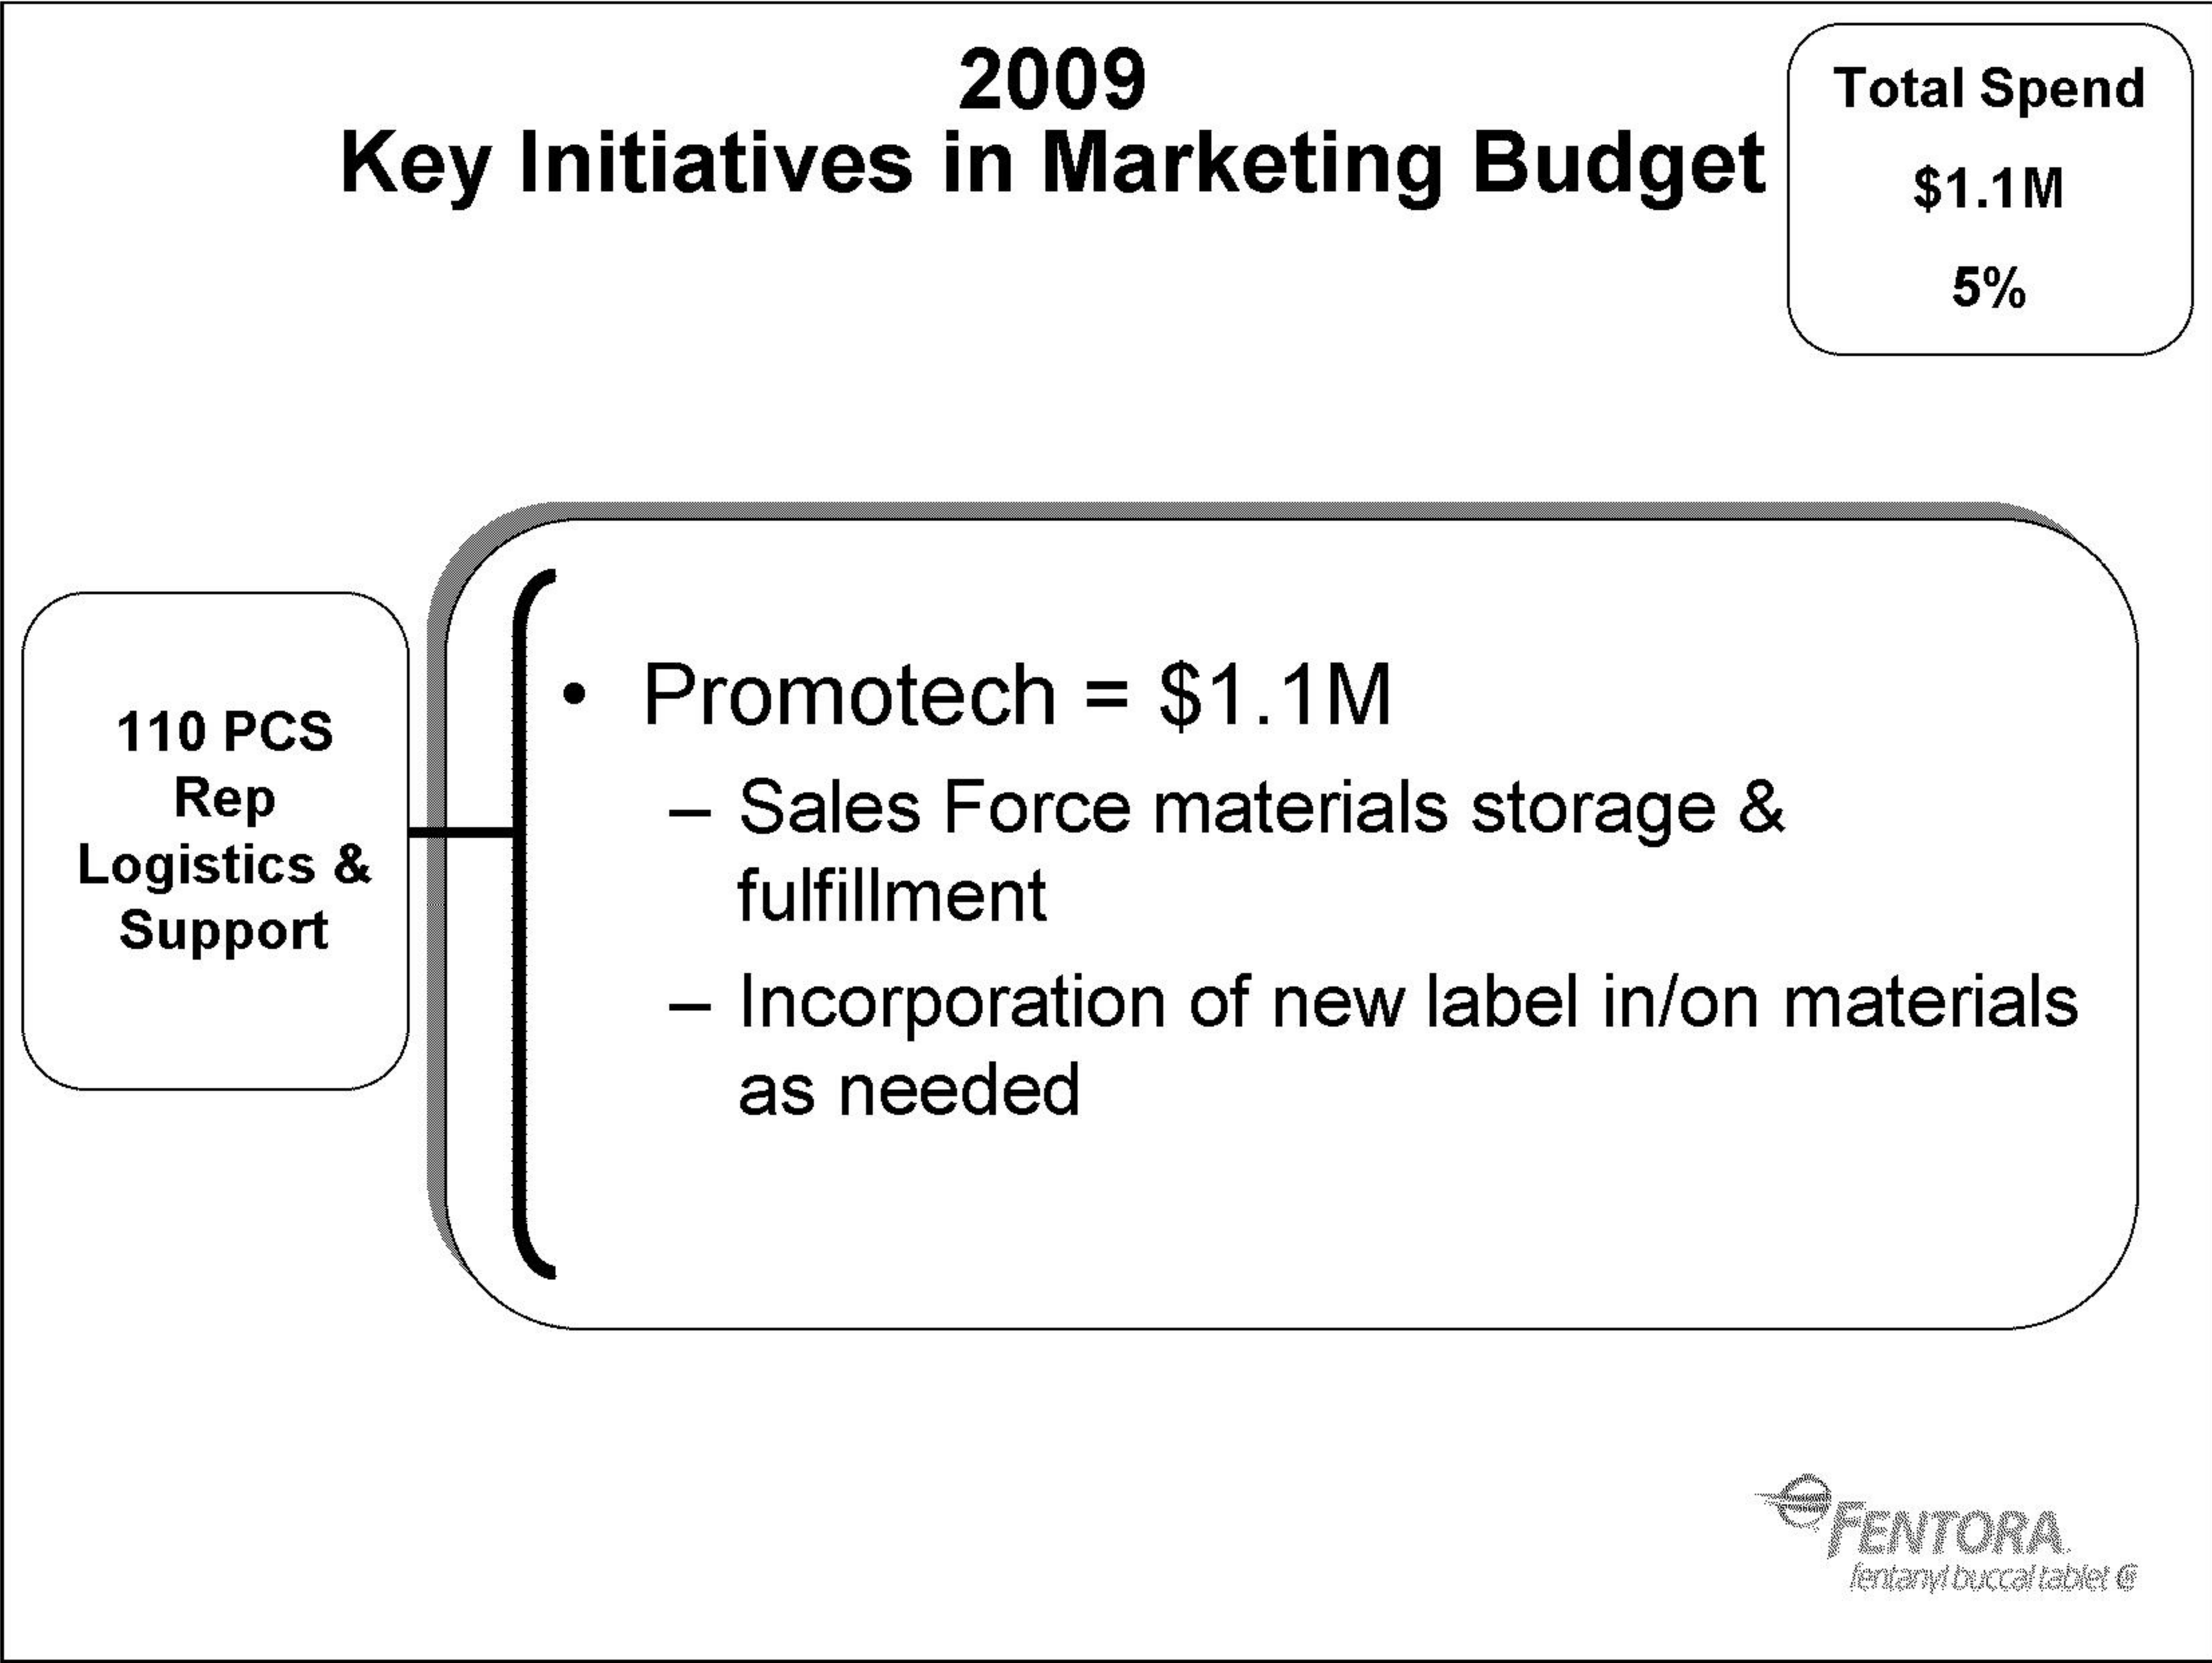 2009
Key Initiatives in Marketing Budget
Total Spend
$1.1M
5%
110 PCS
Rep
Logistics &
Support
• Promotech = $1.1M
– Sales Force materials storage &
fulfillment
– Incorporation of new label in/on materials
as needed
FENTORA
fentanyl buccal tablet